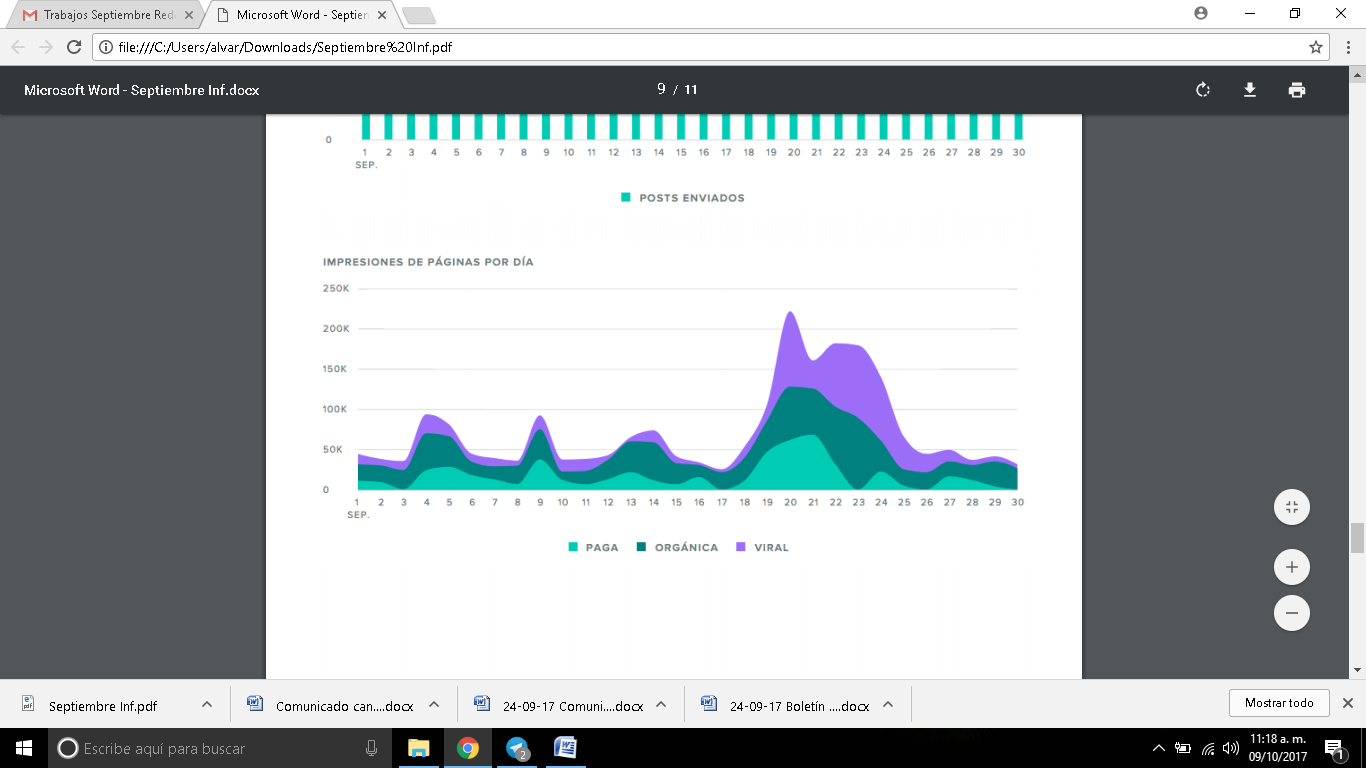 Trabajos Septiembre Rede
Microsoft Word - Septiem
file:///C:/Users/alvar/Downloads/Septiembre%20Inf.pdf
Microsoft Word - Septiembre Inf.docx
9 / 11
0
1 2 3 4 5 6 7 8 9 10 11 12 13 14 15 16 17 18 19 20 21 22 23 24 25 26 27 28 29 30
SEP.
POSTS ENVIADOS
IMPRESIONES DE PÁGINAS POR DÍA
250K
200K
150K
100K
50K
0
1 2 3 4 5 6 7 8 9 10 11 12 13 14 15 16 17 18 19 20 21 22 23 24 25 26 27 28 29 30
SEP.
PAGA ORGÁNICA VIRAL
Septiembre Inf.pdf
Comunicado can....docx
24-09-17 Comuni....docx
24-09-17 Boletín ....docx
Mostrar todo
Escribe aquí para buscar
2
11:18 a. m.
09/10/2017
1